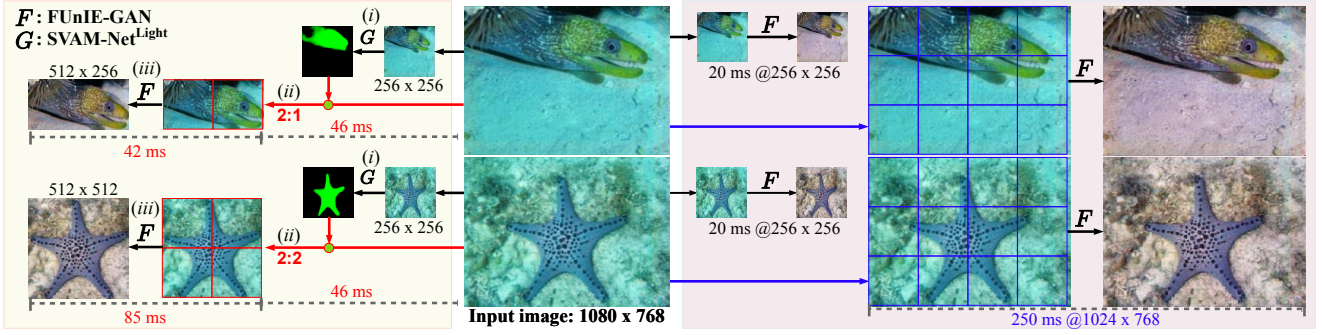 F : FUnIE-GAN
G : SVAM-Net^Light
(i)
G
256 x 256
(ii)
2:1
46 ms
512 x 256
(iii)
F
42 ms
(i)
G
256 x 256
(ii)
2:2
46 ms
512 x 512
(iii)
F
85 ms
Input image: 1080 x 768
F
20 ms @256 x 256
F
F
20 ms @256 x 256
F
250 ms @1024 x 768